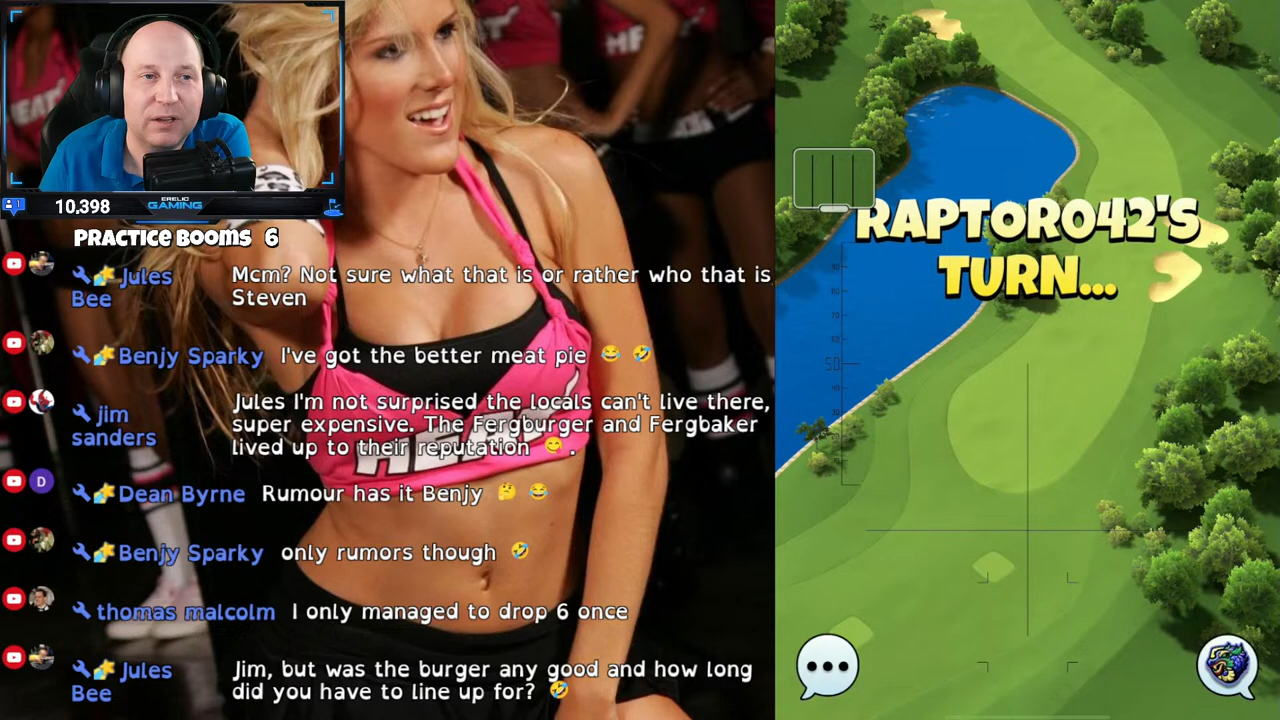 HEAT
HE
10,398
ERELIC
GAMING
PRACTICE BOOMS 6
Jules Bee
Mcm? Not sure what that is or rather who that is
Steven
Benjy Sparky I've got the better meat pie 😂 🤣
jim sanders
Jules I'm not surprised the locals can't live there,
super expensive. The Fergburger and Fergbaker
lived up to their reputation 😋 .
HEAT
D
Dean Byrne Rumour has it Benjy 🤔 😂
Benjy Sparky only rumors though 🤣
thomas malcolm I only managed to drop 6 once
Jules Bee
Jim, but was the burger any good and how long
did you have to line up for? 🤣
RAPTOR042'S
TURN...
50